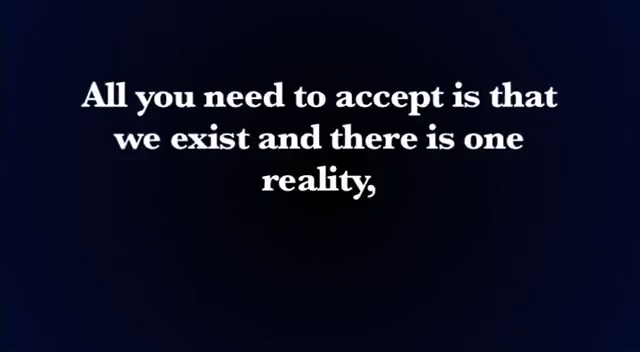 All you need to accept is that
we exist and there is one
reality,